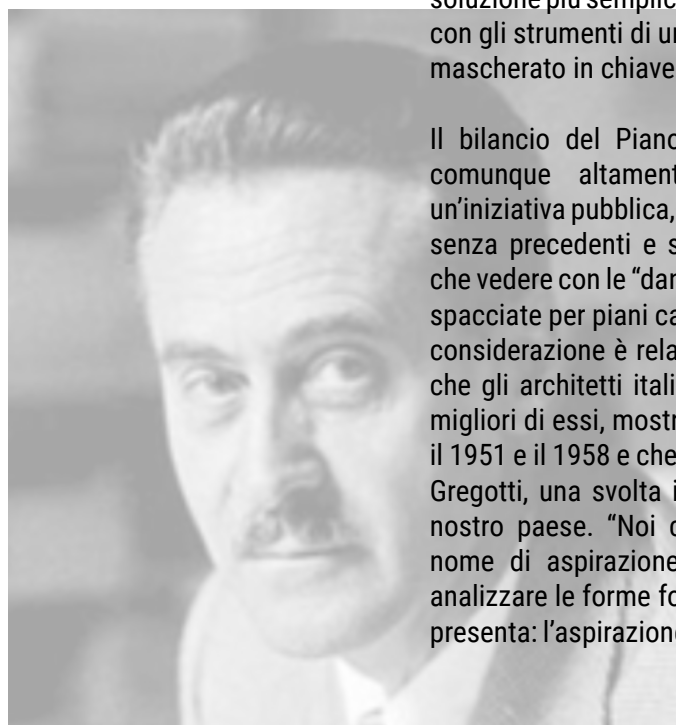 soluzione più semplic
con gli strumenti di ur
mascherato in chiave
Il bilancio del Piano
comunque altament
un'iniziativa pubblica,
senza precedenti e s
che vedere con le “dar
spacciate per piani ca
considerazione è rela
che gli architetti itali
migliori di essi, mostr
il 1951 e il 1958 e che
Gregotti, una svolta i
nostro paese. “Noi c
nome di aspirazione
analizzare le forme fo
presenta: l’aspirazione